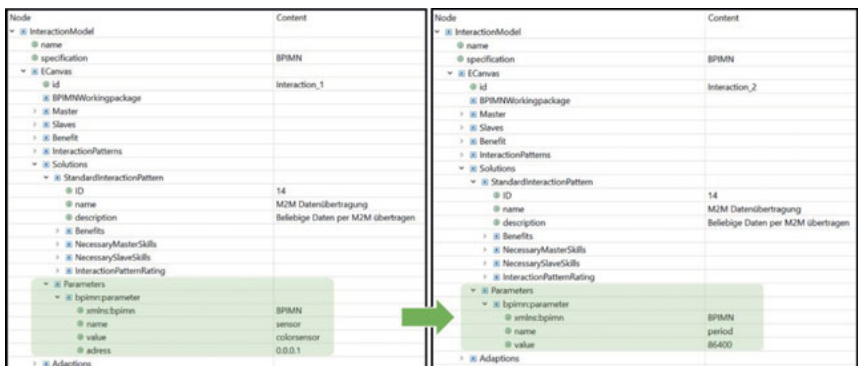 Node Content
InteractionModel
name
specification BPIMN
ECanvas
id Interaction_1
BPIMNWorkingpackage
Master
Slaves
Benefit
InteractionPatterns
Solutions
StandardInteractionPattern
ID 14
name M2M Datenübertragung
description Beliebige Daten per M2M übertragen
Benefits
NecessaryMasterSkills
NecessarySlaveSkills
InteractionPatternRating
Parameters
bpimn:parameter
xmlns:bpimn BPIMN
name sensor
value colorsensor
adress 0.0.0.1
Adaptions
Node Content
InteractionModel
name
specification BPIMN
ECanvas
id Interaction_2
BPIMNWorkingpackage
Master
Slaves
Benefit
InteractionPatterns
Solutions
StandardInteractionPattern
ID 14
name M2M Datenübertragung
description Beliebige Daten per M2M übertragen
Benefits
NecessaryMasterSkills
NecessarySlaveSkills
InteractionPatternRating
Parameters
bpimn:parameter
xmlns:bpimn BPIMN
name period
value 86400
Adaptions